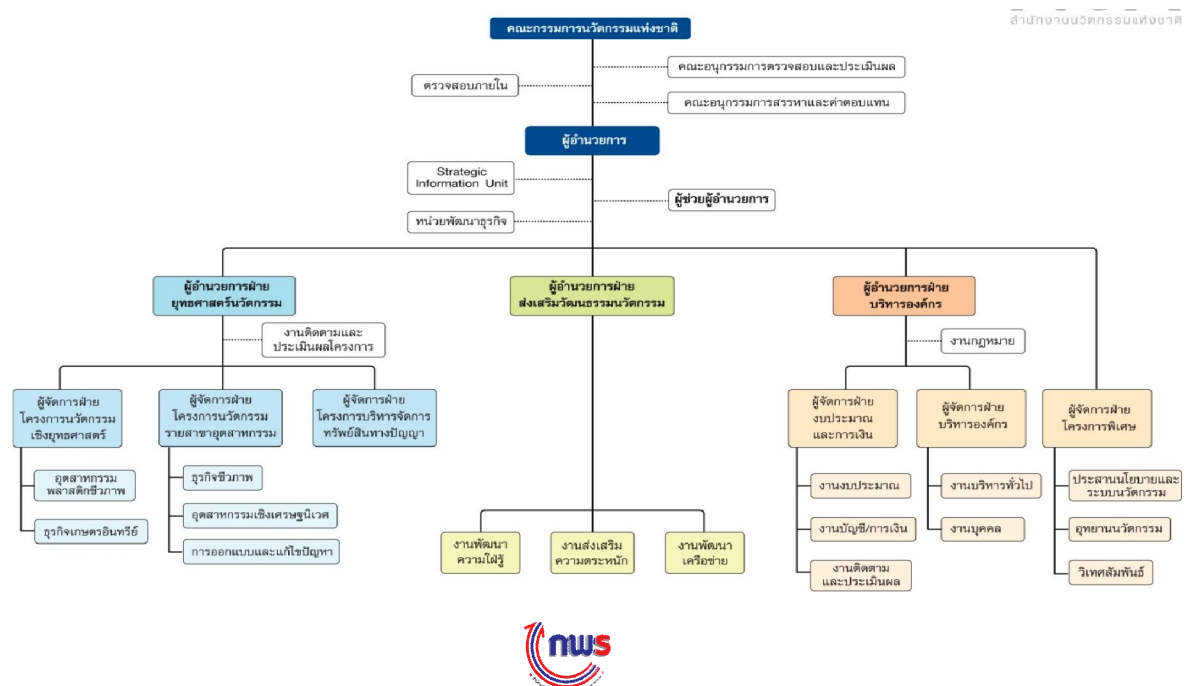 สำนักงานนวัตกรรมแห่งชาติ
คณะกรรมการนวัตกรรมแห่งชาติ
คณะอนุกรรมการตรวจสอบและประเมินผล
ตรวจสอบภายใน
คณะอนุกรรมการสรรหาและค่าตอบแทน
ผู้อำนวยการ
Strategic
Information Unit
ผู้ช่วยผู้อำนวยการ
หน่วยพัฒนาธุรกิจ
ผู้อำนวยการฝ่าย
ยุทธศาสตร์นวัตกรรม
ผู้อำนวยการฝ่าย
ส่งเสริมวัฒนธรรมนวัตกรรม
ผู้อำนวยการฝ่าย
บริหารองค์กร
งานติดตามและ
ประเมินผลโครงการ
งานกฎหมาย
ผู้จัดการฝ่าย
โครงการนวัตกรรม
เชิงยุทธศาสตร์
ผู้จัดการฝ่าย
โครงการนวัตกรรม
รายสาขาอุตสาหกรรม
ผู้จัดการฝ่าย
โครงการบริหารจัดการ
ทรัพย์สินทางปัญญา
ผู้จัดการฝ่าย
งบประมาณ
และการเงิน
ผู้จัดการฝ่าย
บริหารองค์กร
ผู้จัดการฝ่าย
โครงการพิเศษ
อุตสาหกรรม
พลาสติกชีวภาพ
ธุรกิจเกษตรอินทรีย์
ธุรกิจชีวภาพ
อุตสาหกรรมเชิงเศรษฐนิเวศ
การออกแบบและแก้ไขปัญหา
งานพัฒนา
ความใฝ่รู้
งานส่งเสริม
ความตระหนัก
งานพัฒนา
เครือข่าย
งานงบประมาณ
งานบัญชี/การเงิน
งานติดตาม
และประเมินผล
งานบริหารทั่วไป
งานบุคคล
ประสานนโยบายและ
ระบบนวัตกรรม
อุทยานนวัตกรรม
วิเทศสัมพันธ์
กพร